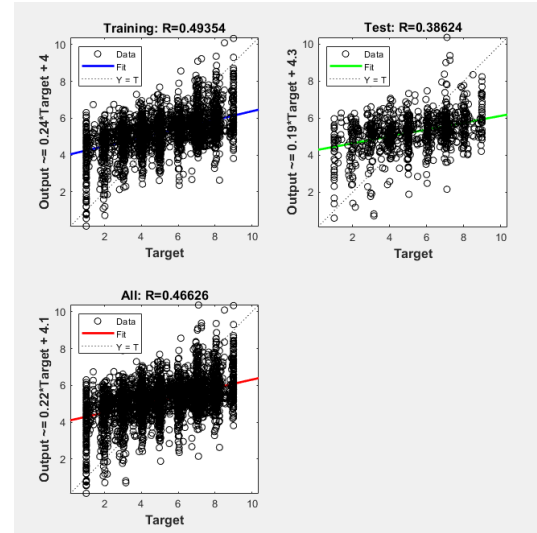 Training: R=0.49354
Output ~= 0.24*Target + 4
10
8
6
4
2
Data
Fit
Y = T
2 4 6 8 10
Target
Test: R=0.38624
Output ~= 0.19*Target + 4.3
10
8
6
4
2
Data
Fit
Y = T
2 4 6 8 10
Target
All: R=0.46626
Output ~= 0.22*Target + 4.1
10
8
6
4
2
Data
Fit
Y = T
2 4 6 8 10
Target